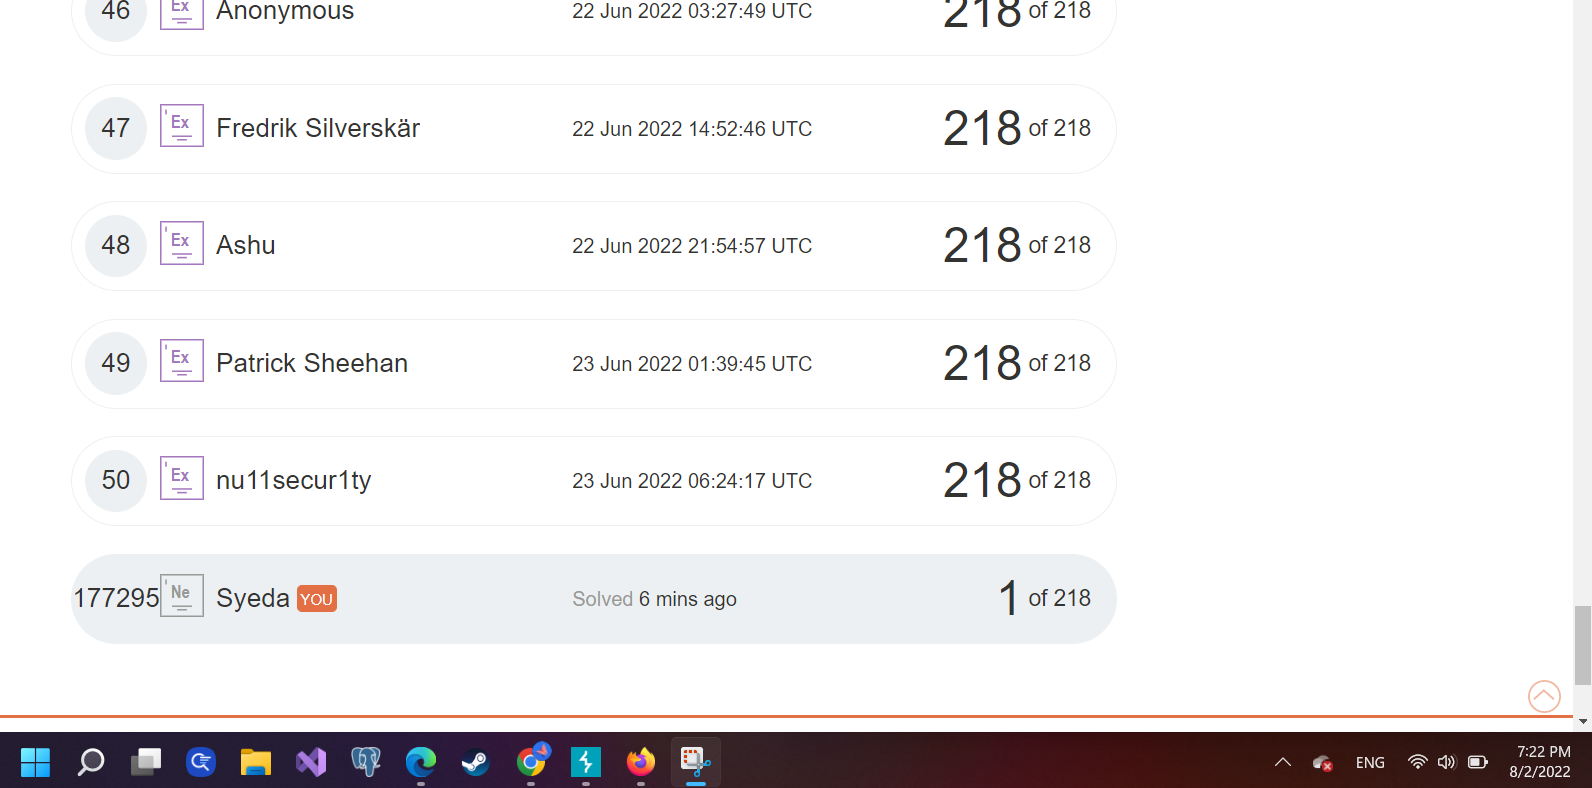 46 Ex Anonymous 22 Jun 2022 03:27:49 UTC 218 of 218
47 Ex Fredrik Silverskär 22 Jun 2022 14:52:46 UTC 218 of 218
48 Ex Ashu 22 Jun 2022 21:54:57 UTC 218 of 218
49 Ex Patrick Sheehan 23 Jun 2022 01:39:45 UTC 218 of 218
50 Ex nu11secur1ty 23 Jun 2022 06:24:17 UTC 218 of 218
177295 Ne Syeda YOU Solved 6 mins ago 1 of 218
ENG 7:22 PM
8/2/2022